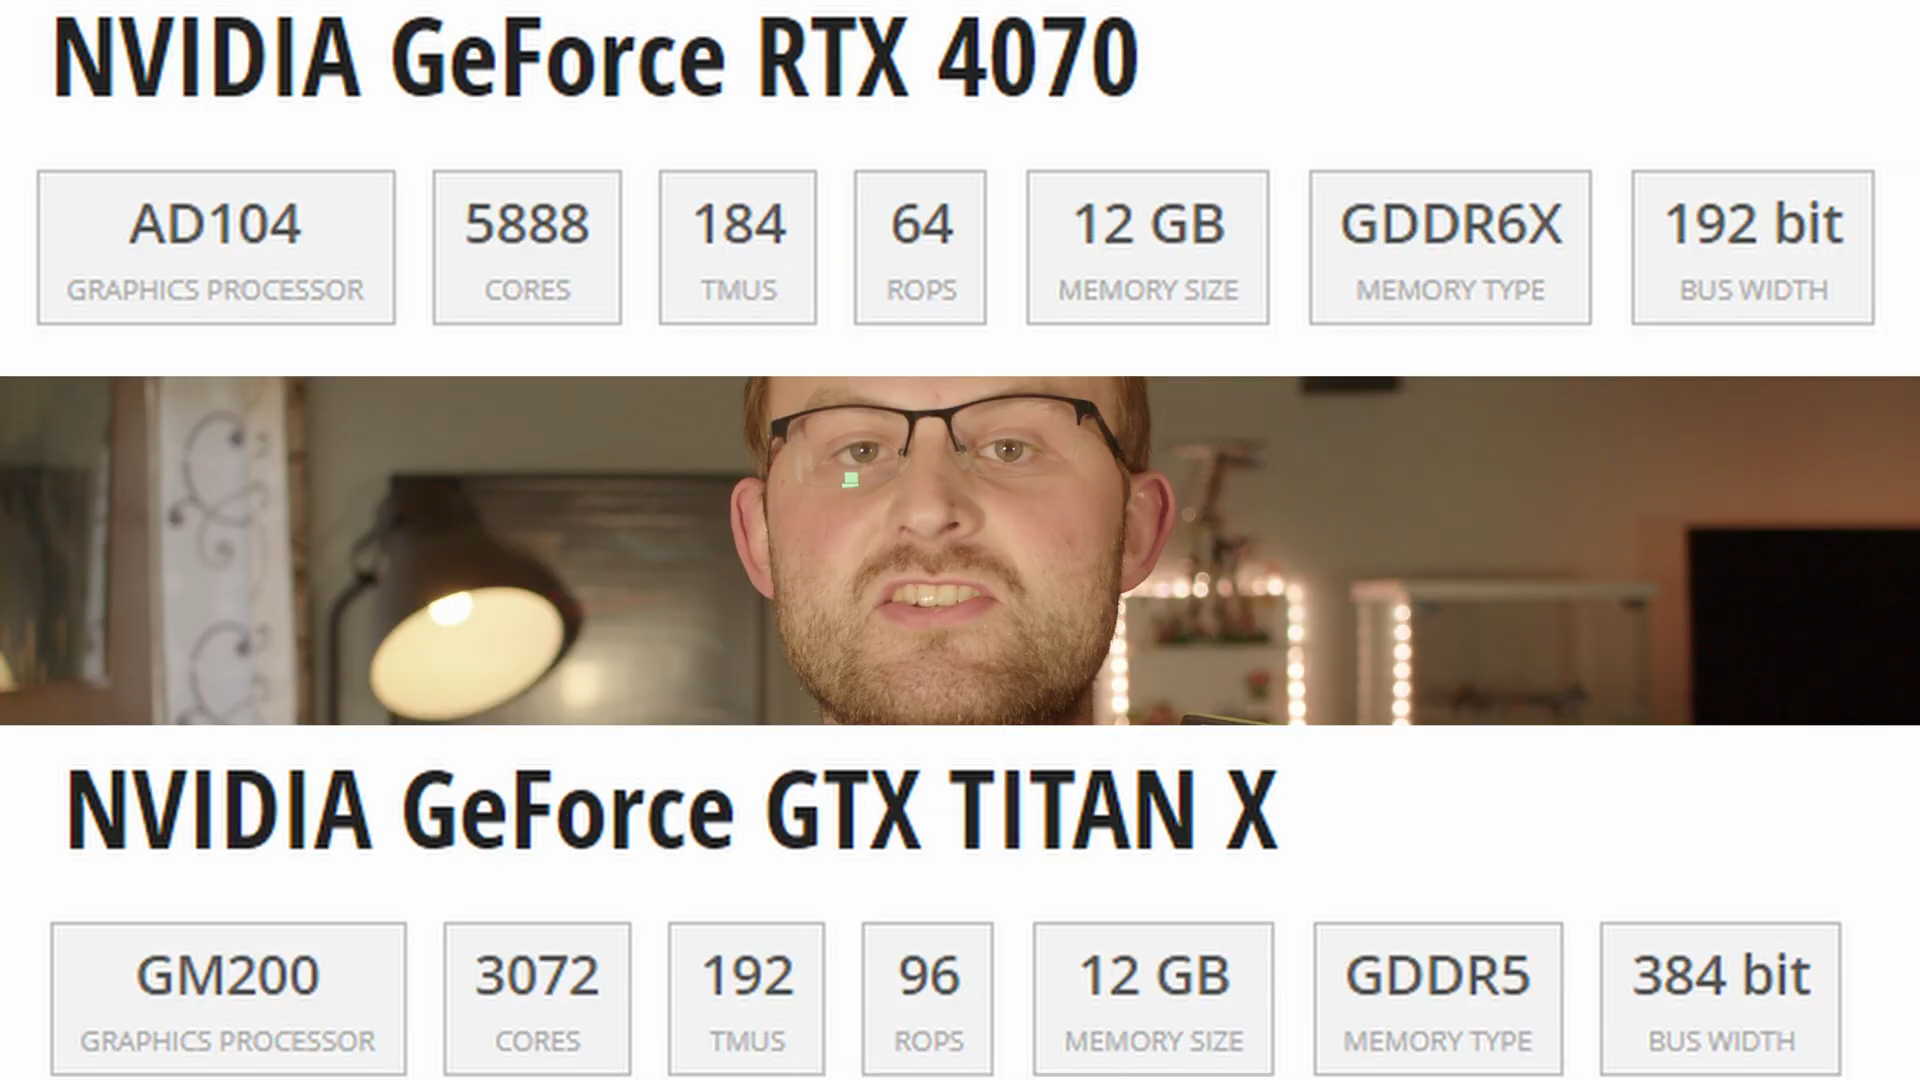 NVIDIA GeForce RTX 4070
AD104 5888 184 64 12 GB GDDR6X 192 bit
GRAPHICS PROCESSOR CORES TMUS ROPS MEMORY SIZE MEMORY TYPE BUS WIDTH
NVIDIA GeForce GTX TITAN X
GM200 3072 192 96 12 GB GDDR5 384 bit
GRAPHICS PROCESSOR CORES TMUS ROPS MEMORY SIZE MEMORY TYPE BUS WIDTH